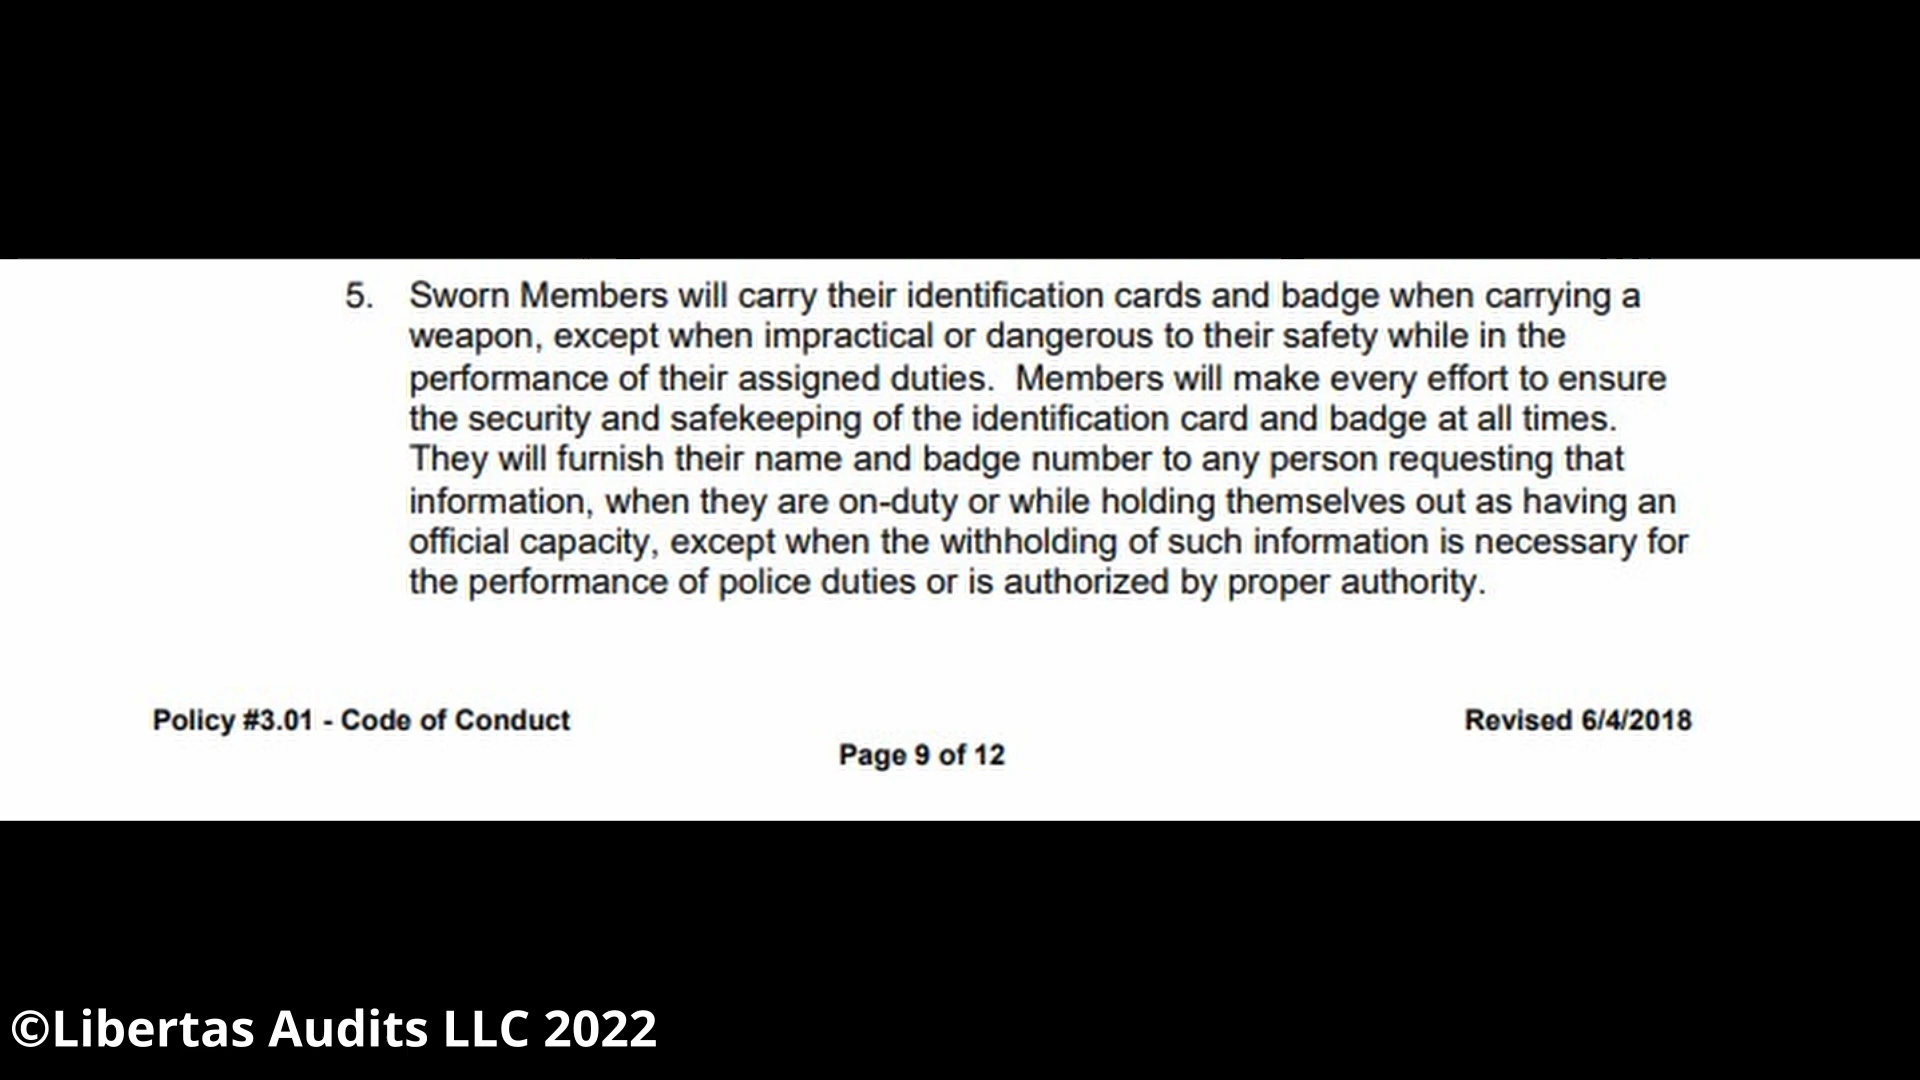 5. Sworn Members will carry their identification cards and badge when carrying a
weapon, except when impractical or dangerous to their safety while in the
performance of their assigned duties.  Members will make every effort to ensure
the security and safekeeping of the identification card and badge at all times.
They will furnish their name and badge number to any person requesting that
information, when they are on-duty or while holding themselves out as having an
official capacity, except when the withholding of such information is necessary for
the performance of police duties or is authorized by proper authority.
Policy #3.01 - Code of Conduct
Revised 6/4/2018
Page 9 of 12
©Libertas Audits LLC 2022